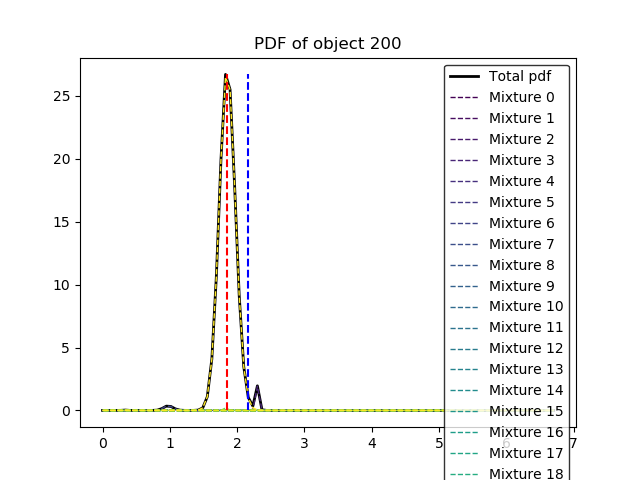 PDF of object 200
25
20
15
10
5
0
0 1 2 3 4 5 6 7
Total pdf
Mixture 0
Mixture 1
Mixture 2
Mixture 3
Mixture 4
Mixture 5
Mixture 6
Mixture 7
Mixture 8
Mixture 9
Mixture 10
Mixture 11
Mixture 12
Mixture 13
Mixture 14
Mixture 15
Mixture 16
Mixture 17
Mixture 18